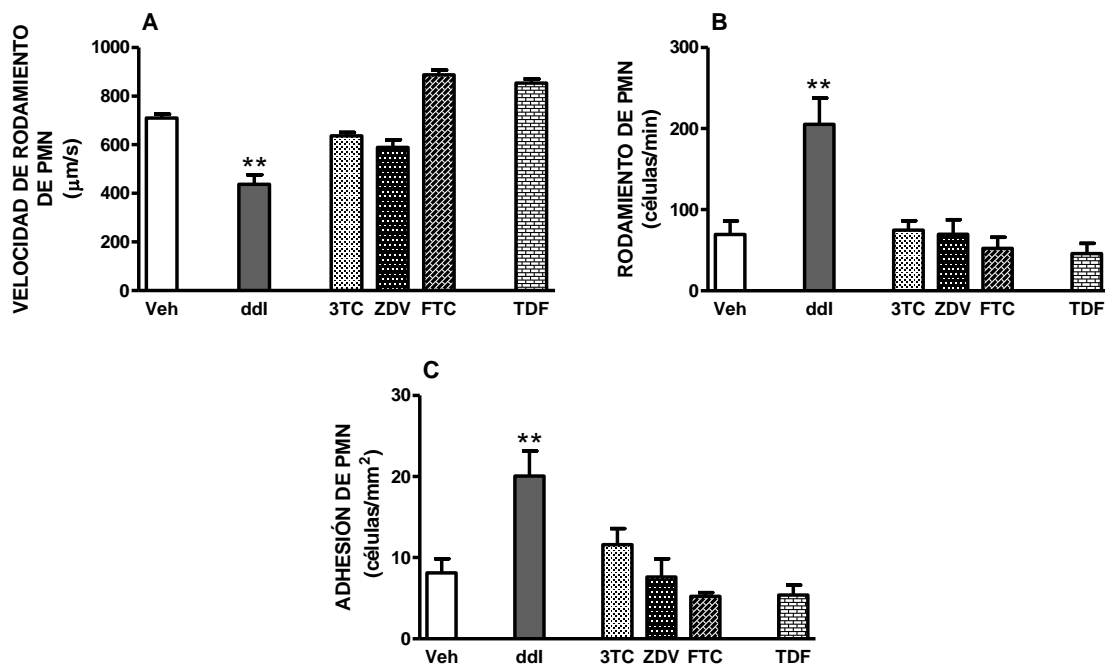 A
VELOCIDAD DE RODAMIENTO
DE PMN
(μm/s)
1000
800
600
400
200
0
**
Veh ddI 3TC ZDV FTC TDF
B
RODAMIENTO DE PMN
(células/min)
300
200
100
0
**
Veh ddI 3TC ZDV FTC TDF
C
ADHESIÓN DE PMN
(células/mm²)
30
20
10
0
**
Veh ddI 3TC ZDV FTC TDF